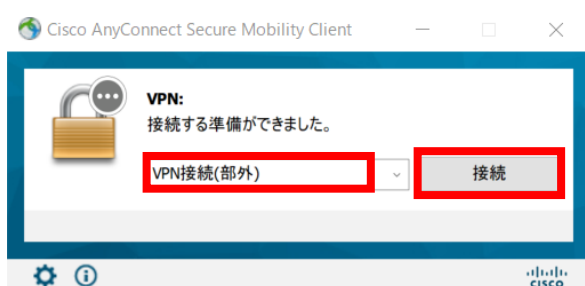 Cisco AnyConnect Secure Mobility Client
VPN:
接続する準備ができました。
VPN接続(部外)
接続
cisco